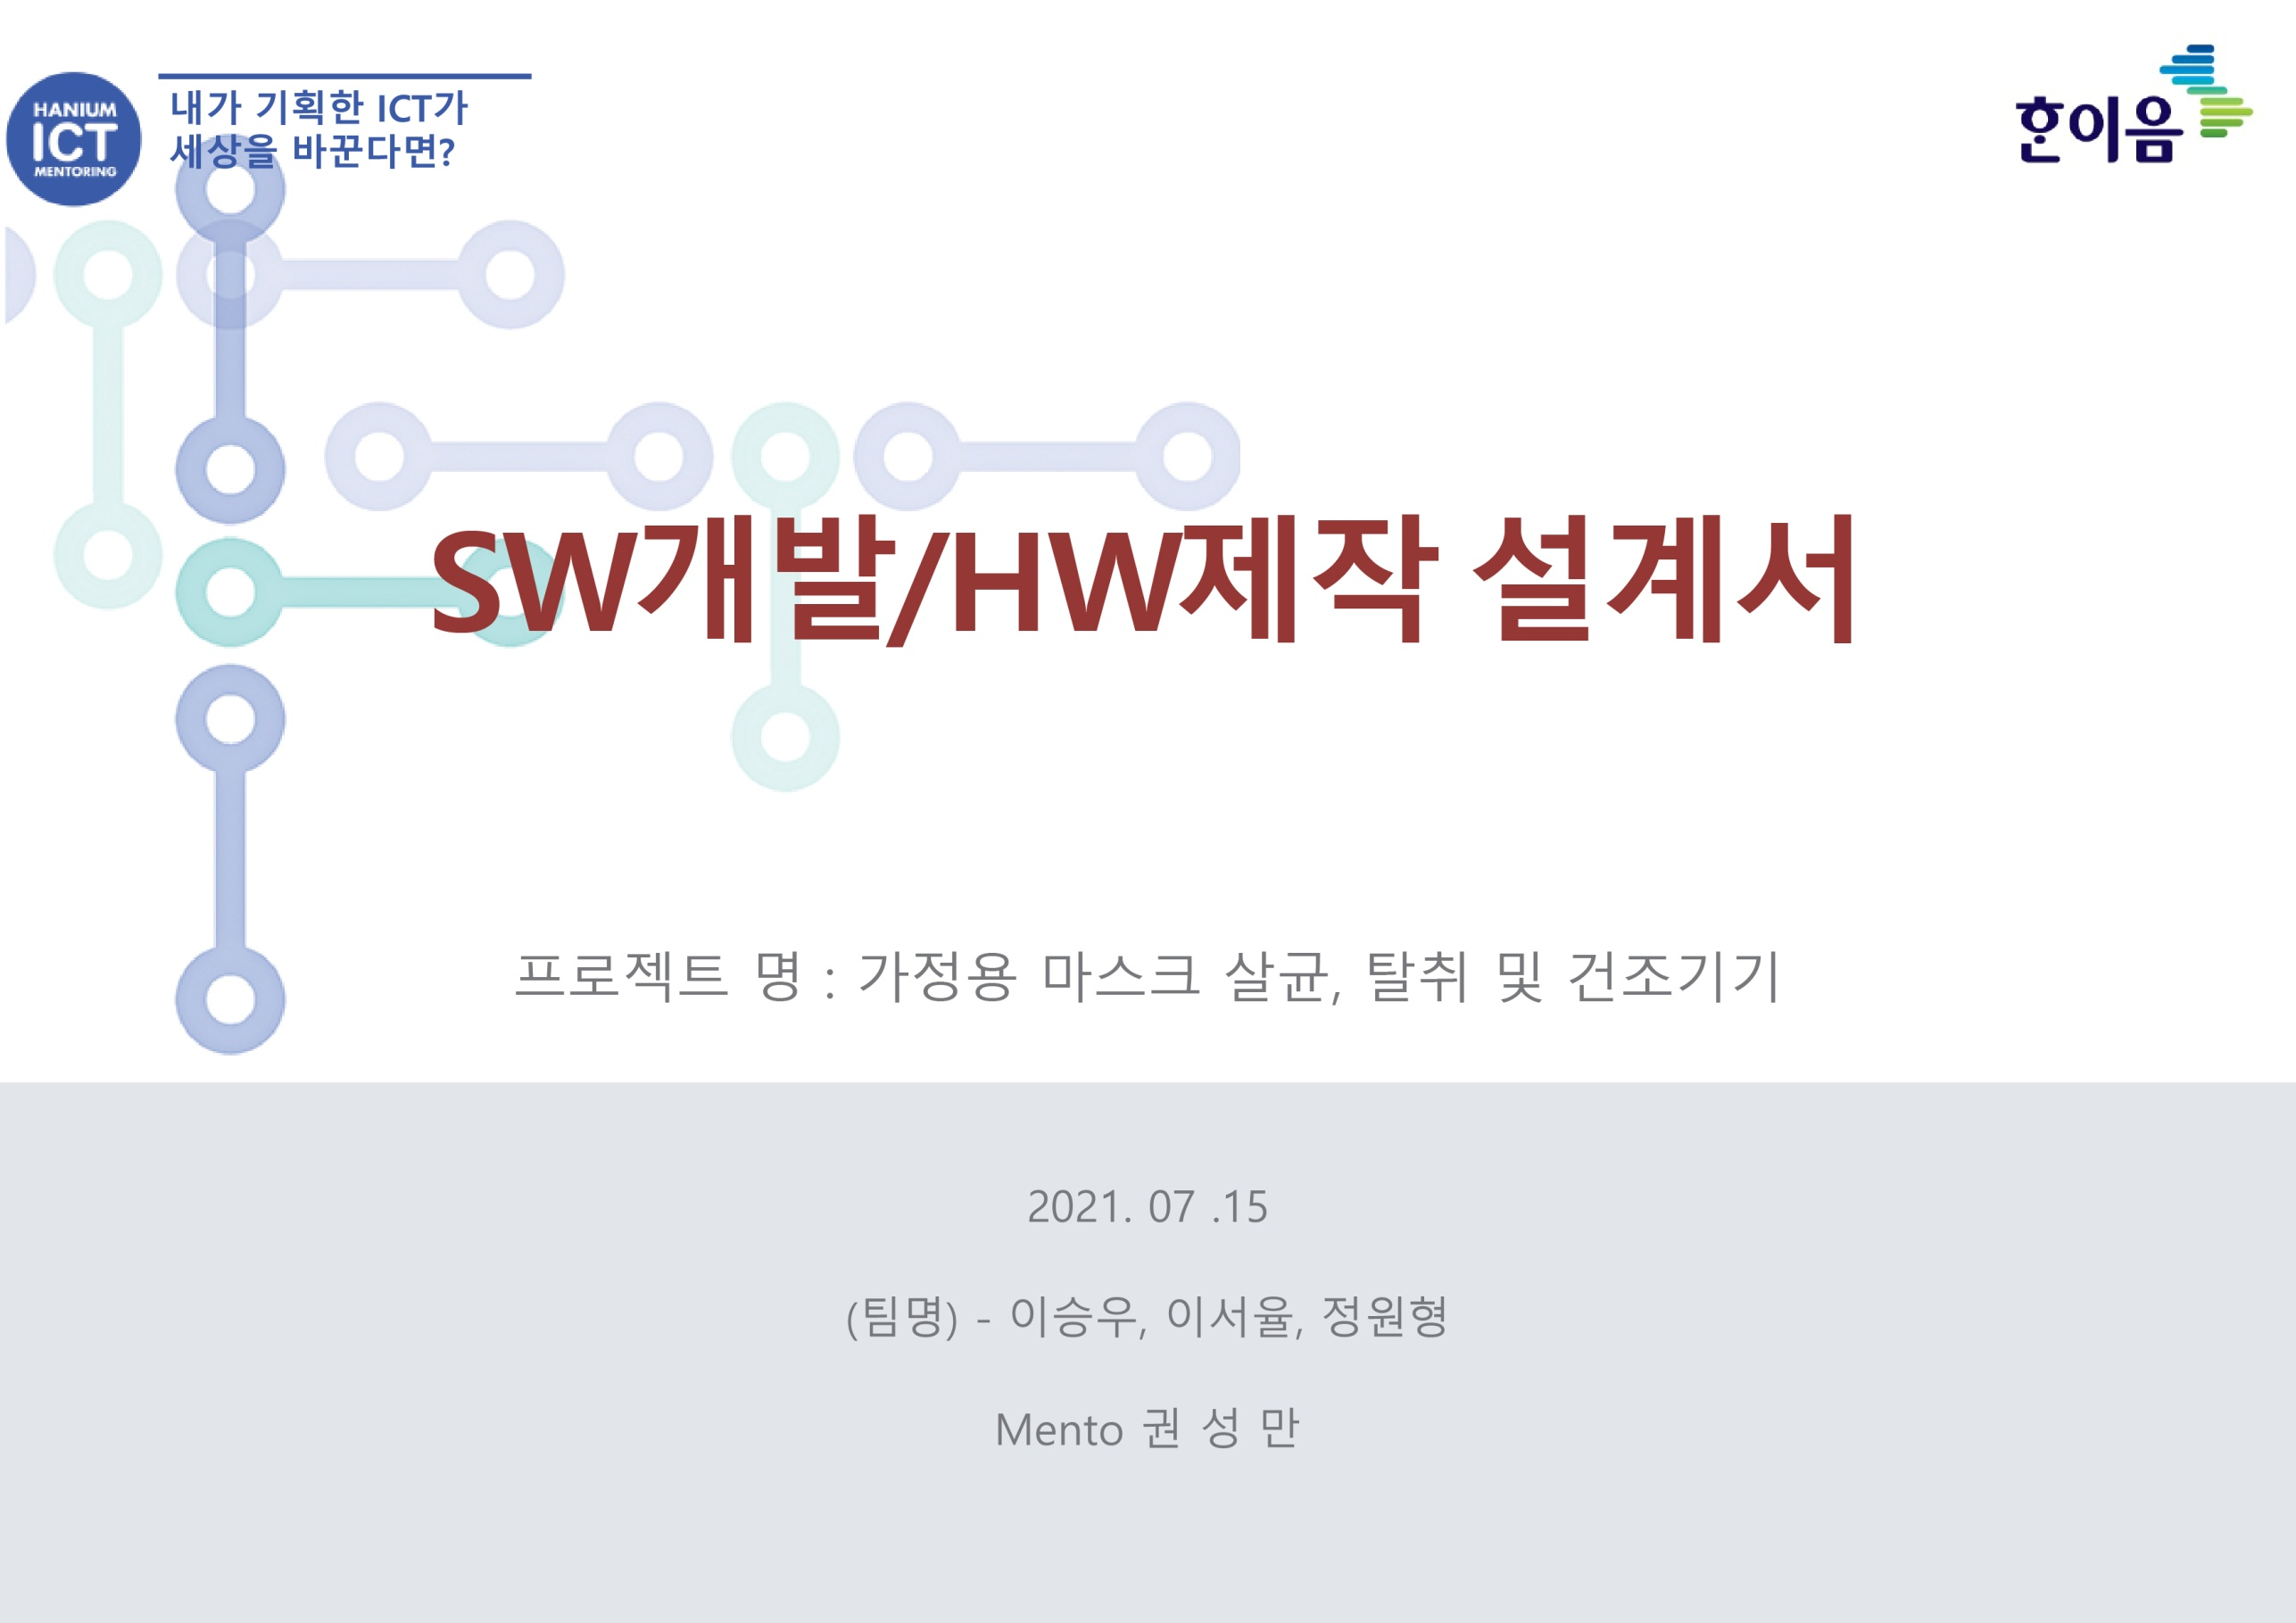 HANIUM
ICT
MENTORING
내가 기획한 ICT가
세상을 바꾼다면?
한이음
SW개발/HW제작 설계서
프로젝트 명 : 가정용 마스크 살균, 탈취 및 건조기기
2021. 07 .15
(팀명) - 이승우, 이서율, 정원형
Mento 권 성 만